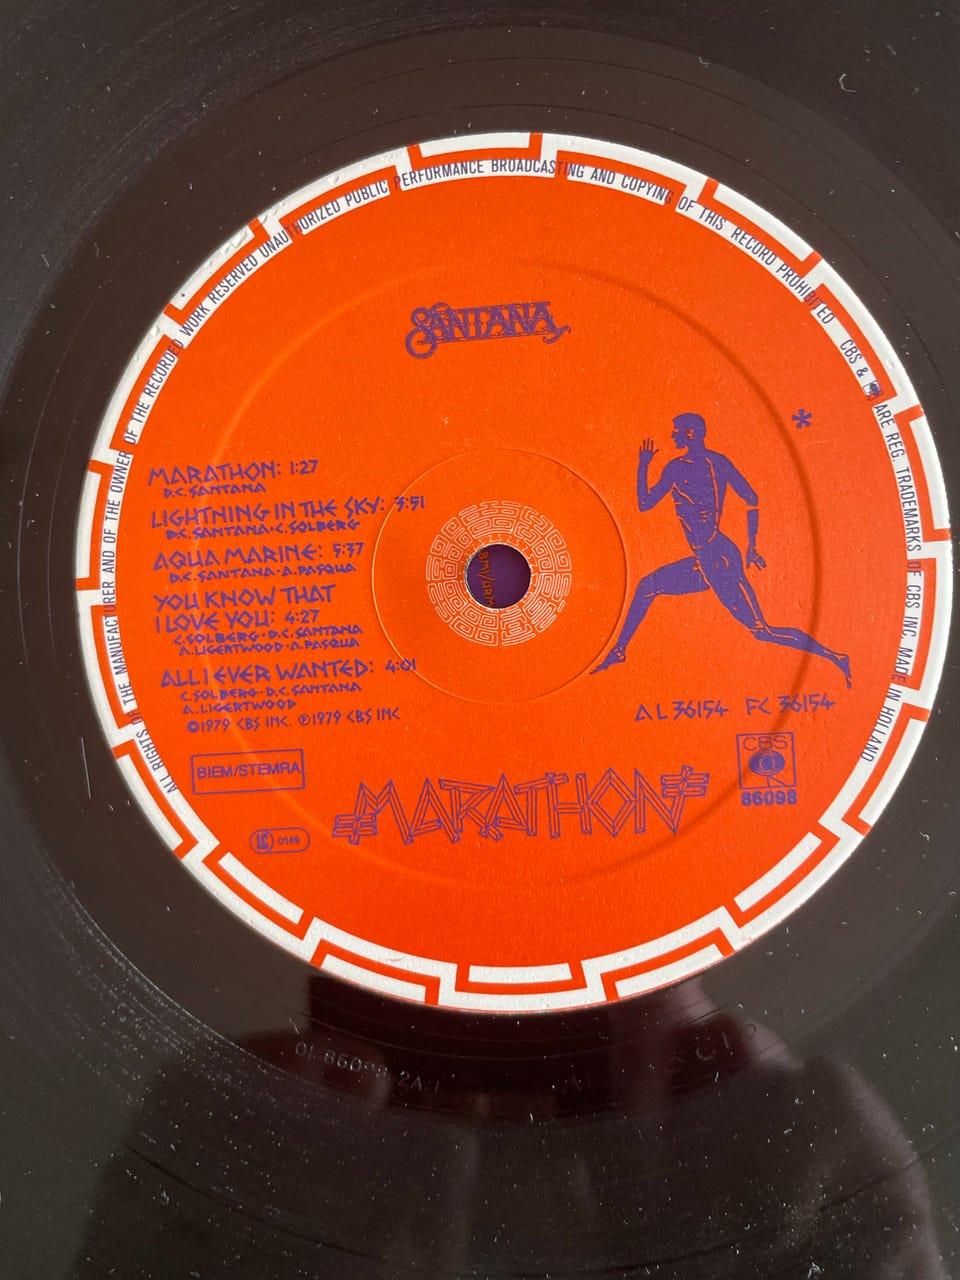 ALL RIGHTS OF THE MANUFACTURER AND OF THE OWNER OF THE RECORDED WORK RESERVED UNAUTHORIZED PUBLIC PERFORMANCE BROADCASTING AND COPYING OF THIS RECORD PROHIBITED CBS & ARE REG. TRADEMARKS OF CBS INC. MADE IN HOLLAND
SANTANA
*
MARATHON: 1:27
D.C. SANTANA
LIGHTNING IN THE SKY: 3:51
D.C. SANTANA·C. SOLBERG
AQUA MARINE: 5:37
D.C. SANTANA·A. PASQUA
YOU KNOW THAT
I LOVE YOU: 4:27
C. SOLBERG·D.C. SANTANA
A. LIGERTWOOD·A. PASQUA
ALL I EVER WANTED: 4:01
C. SOLBERG·D.C. SANTANA
A. LIGERTWOOD
©1979 CBS INC. ℗1979 CBS INC
AL 36154 FC 36154
BIEM/STEMRA
CBS
86098
MARATHON
LC 0149